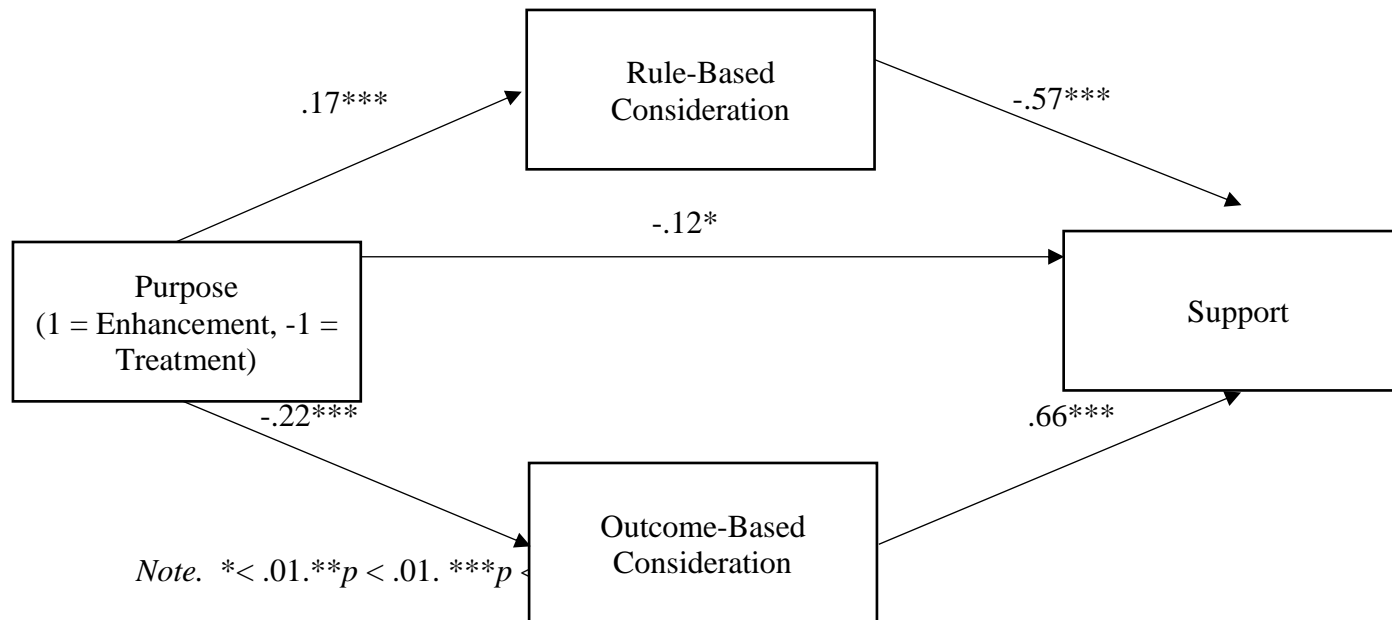 Rule-Based
Consideration
.17***
-.57***
-.12*
Purpose
(1 = Enhancement, -1 =
Treatment)
Support
-.22***
.66***
Outcome-Based
Consideration
Note. *< .01.**p < .01. ***p <